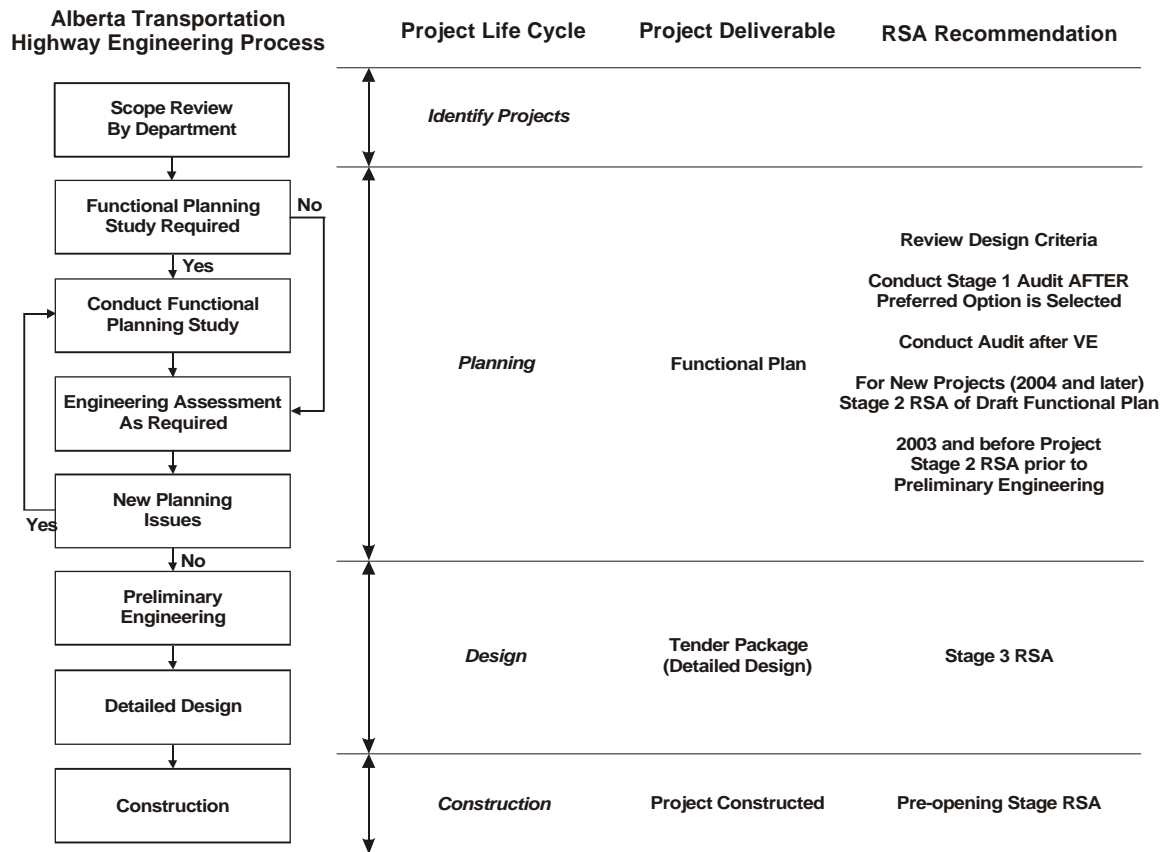 Alberta Transportation
Highway Engineering Process
Project Life Cycle
Project Deliverable
RSA Recommendation
Scope Review
By Department
Identify Projects
Functional Planning
Study Required
No
Yes
Conduct Functional
Planning Study
Engineering Assessment
As Required
New Planning
Issues
Yes
No
Planning
Functional Plan
Review Design Criteria
Conduct Stage 1 Audit AFTER
Preferred Option is Selected
Conduct Audit after VE
For New Projects (2004 and later)
Stage 2 RSA of Draft Functional Plan
2003 and before Project
Stage 2 RSA prior to
Preliminary Engineering
Preliminary
Engineering
Detailed Design
Design
Tender Package
(Detailed Design)
Stage 3 RSA
Construction
Construction
Project Constructed
Pre-opening Stage RSA